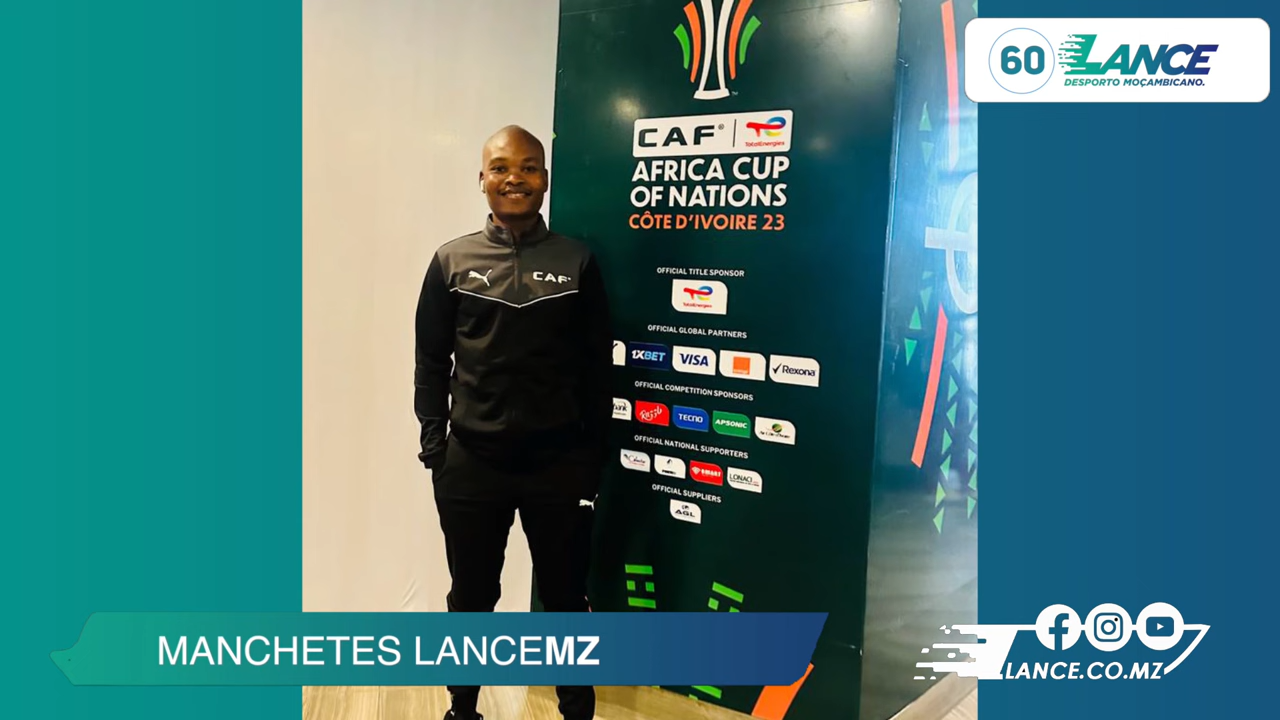 60 LANCE
DESPORTO MOÇAMBICANO.
CAF® | TotalEnergies
AFRICA CUP
OF NATIONS
CÔTE D'IVOIRE 23
CAF
OFFICIAL TITLE SPONSOR
TotalEnergies
OFFICIAL GLOBAL PARTNERS
1XBET VISA orange Rexona
OFFICIAL COMPETITION SPONSORS
TECNO APSONIC
OFFICIAL NATIONAL SUPPORTERS
LONACI
OFFICIAL SUPPLIERS
AGL
MANCHETES LANCEMZ
LANCE.CO.MZ